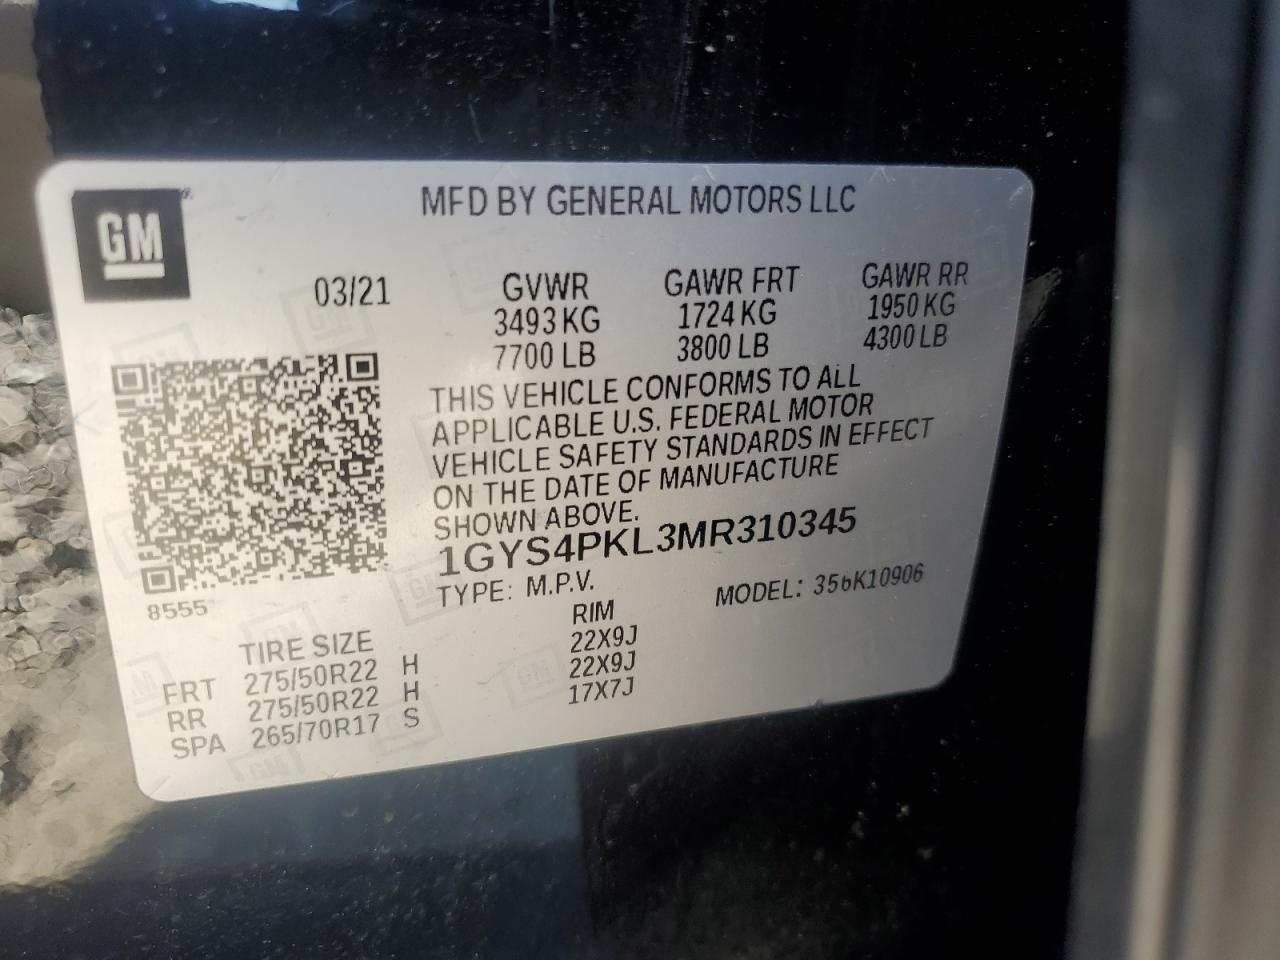 GM
MFD BY GENERAL MOTORS LLC
03/21 GVWR GAWR FRT GAWR RR
3493 KG 1724 KG 1950 KG
7700 LB 3800 LB 4300 LB
THIS VEHICLE CONFORMS TO ALL
APPLICABLE U.S. FEDERAL MOTOR
VEHICLE SAFETY STANDARDS IN EFFECT
ON THE DATE OF MANUFACTURE
SHOWN ABOVE.
1GYS4PKL3MR310345
TYPE: M.P.V. MODEL: 356K10906
8555
TIRE SIZE RIM
FRT 275/50R22 H 22X9J
RR 275/50R22 H 22X9J
SPA 265/70R17 S 17X7J